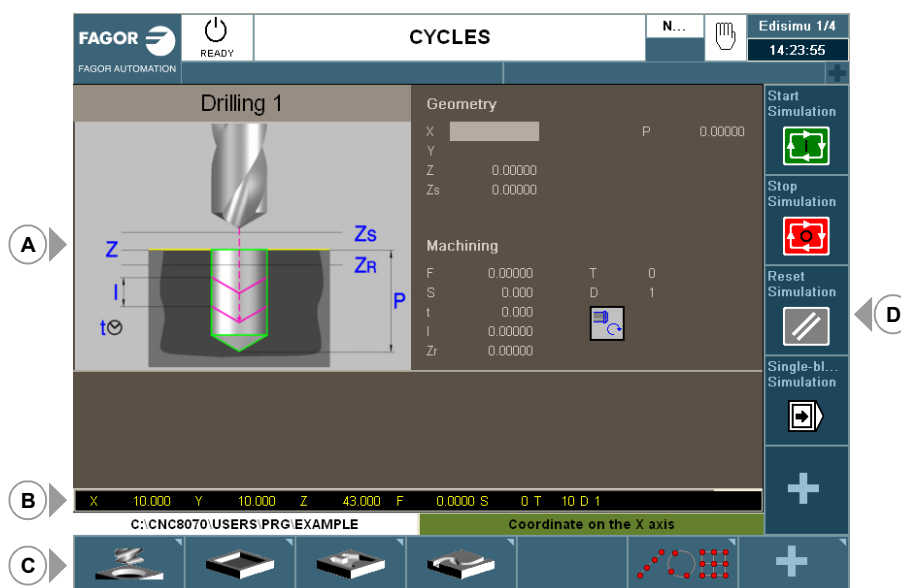 FAGOR
FAGOR AUTOMATION
READY
CYCLES
N...
Edisimu 1/4
14:23:55
Drilling 1
Zs
Z
ZR
I
P
t
Geometry
X P 0.00000
Y
Z 0.00000
Zs 0.00000
Machining
F 0.00000 T 0
S 0.000 D 1
t 0.000
I 0.00000
Zr 0.00000
Start
Simulation
Stop
Simulation
Reset
Simulation
Single-bl...
Simulation
A
D
B
X 10.000 Y 10.000 Z 43.000 F 0.0000 S 0 T 10 D 1
C:\CNC8070\USERS\PRG\EXAMPLE
Coordinate on the X axis
C